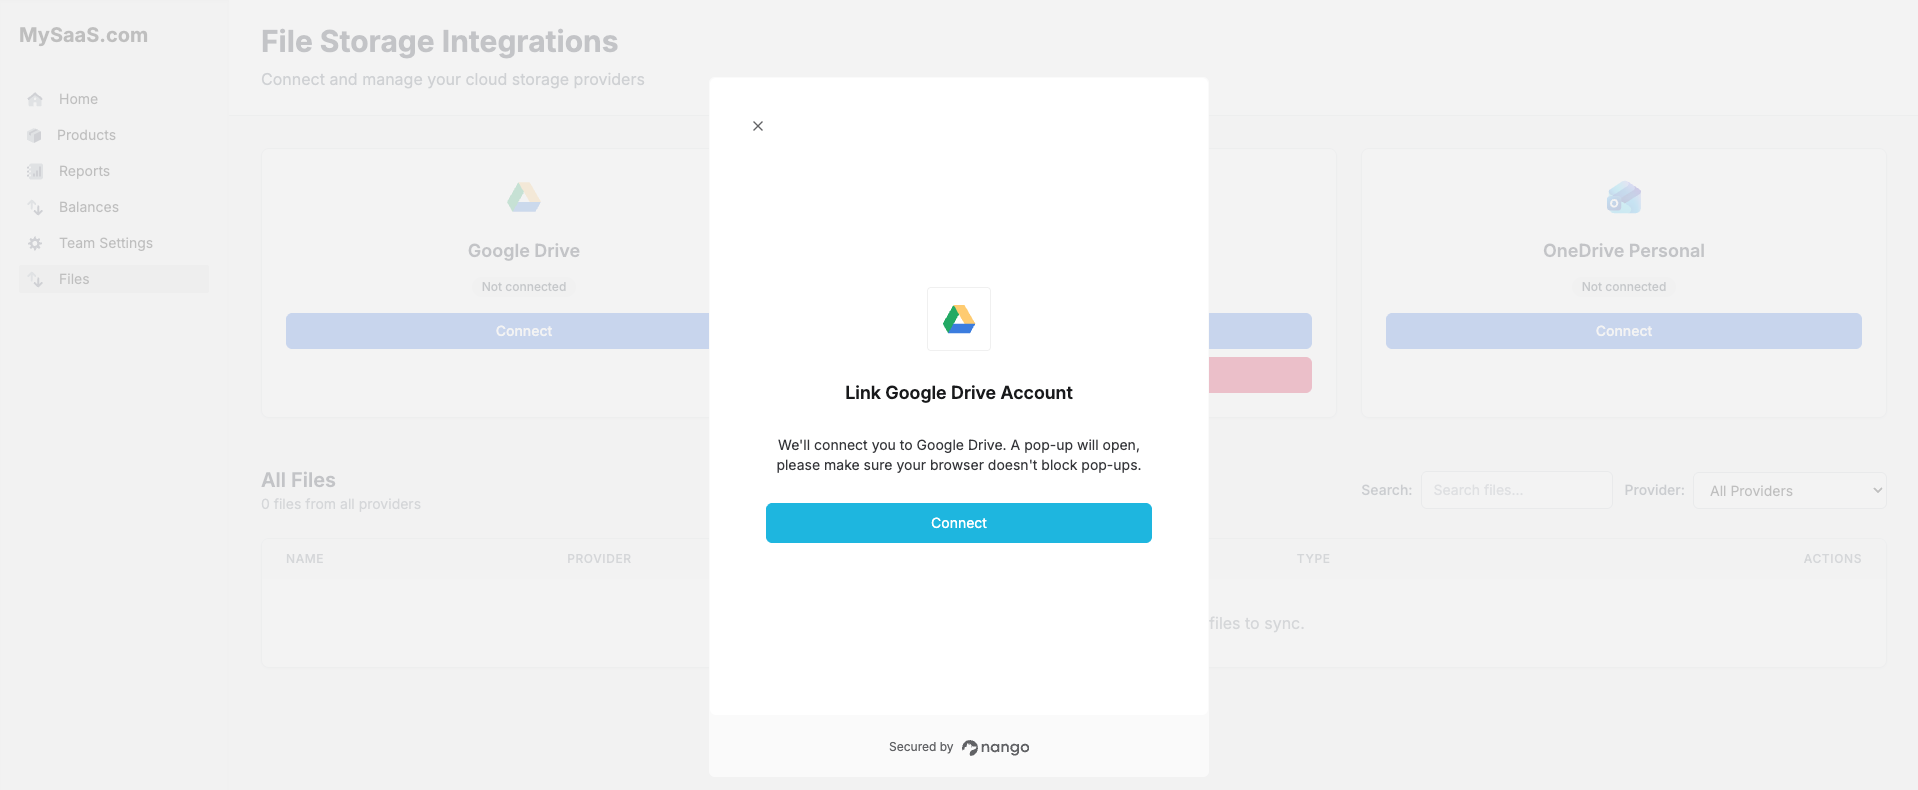 MySaaS.com
Home
Products
Reports
Balances
Team Settings
Files
File Storage Integrations
Connect and manage your cloud storage providers
Google Drive
Not connected
Connect
OneDrive Personal
Not connected
Connect
All Files
0 files from all providers
Search:
Search files...
Provider:
All Providers
NAME
PROVIDER
TYPE
ACTIONS
files to sync.
Link Google Drive Account
We'll connect you to Google Drive. A pop-up will open,
please make sure your browser doesn't block pop-ups.
Connect
Secured by nango